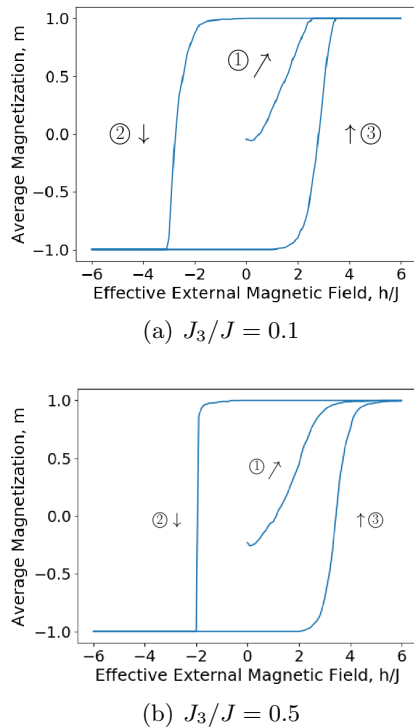 Average Magnetization, m
1.0
0.5
0.0
−0.5
−1.0
① ↗
② ↓
↑ ③
−6 −4 −2 0 2 4 6
Effective External Magnetic Field, h/J
(a) J₃/J = 0.1
Average Magnetization, m
1.0
0.5
0.0
−0.5
−1.0
① ↗
② ↓
↑ ③
−6 −4 −2 0 2 4 6
Effective External Magnetic Field, h/J
(b) J₃/J = 0.5